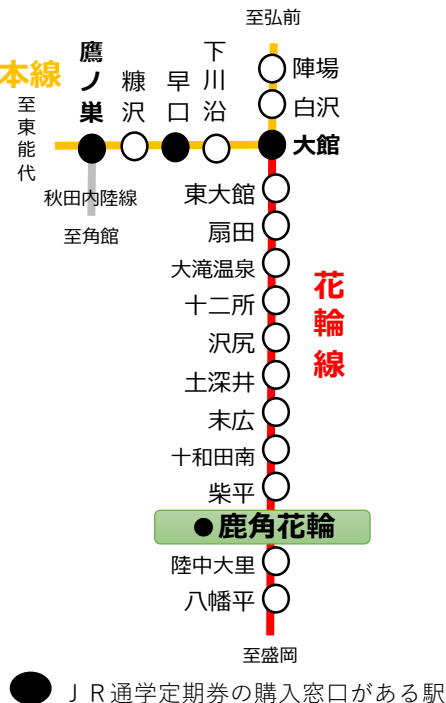 至弘前
陣場
白沢
大館
本線
至東能代
鷹ノ巣
糠沢
早口
下川沿
秋田内陸線
至角館
東大館
扇田
大滝温泉
十二所
沢尻
土深井
末広
十和田南
柴平
●鹿角花輪
陸中大里
八幡平
花輪線
至盛岡
ＪＲ通学定期券の購入窓口がある駅